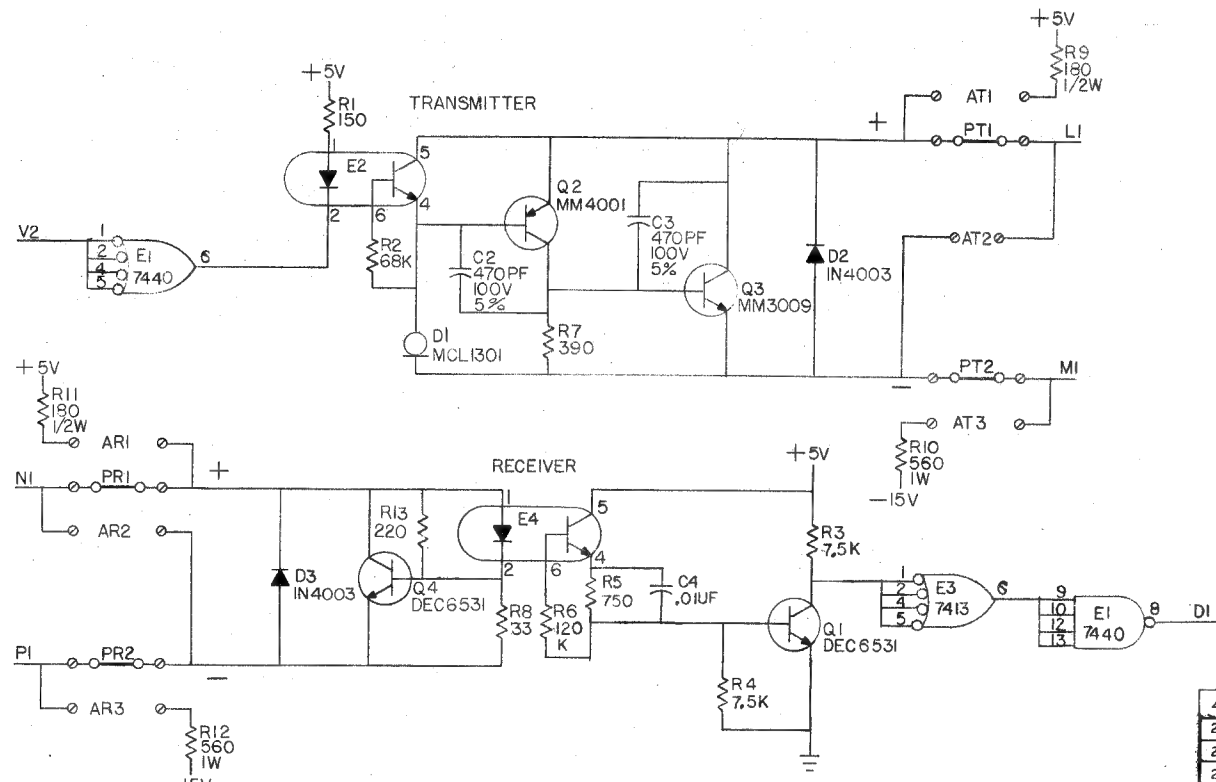 +5V
R9
180
1/2W
+5V
R1
150
TRANSMITTER
AT1
+
PT1
L1
1
E2
5
4
2
6
Q2
MM4001
C3
470PF
100V
5%
V2
1
2
4
5
E1
7440
6
R2
68K
C2
470PF
100V
5%
AT2
D2
IN4003
Q3
MM3009
R7
390
D1
MCL1301
−
PT2
M1
AT3
R10
560
1W
−15V
+5V
R11
180
1/2W
AR1
+
RECEIVER
+5V
N1
PR1
AR2
R13
220
1
E4
5
2
6
4
R3
7.5K
D3
IN4003
Q4
DEC6531
R8
33
R6
120
K
R5
750
C4
.01UF
Q1
DEC6531
1
2
4
5
E3
7413
6
9
10
12
13
E1
7440
8
D1
P1
PR2
−
R4
7.5K
AR3
R12
560
1W